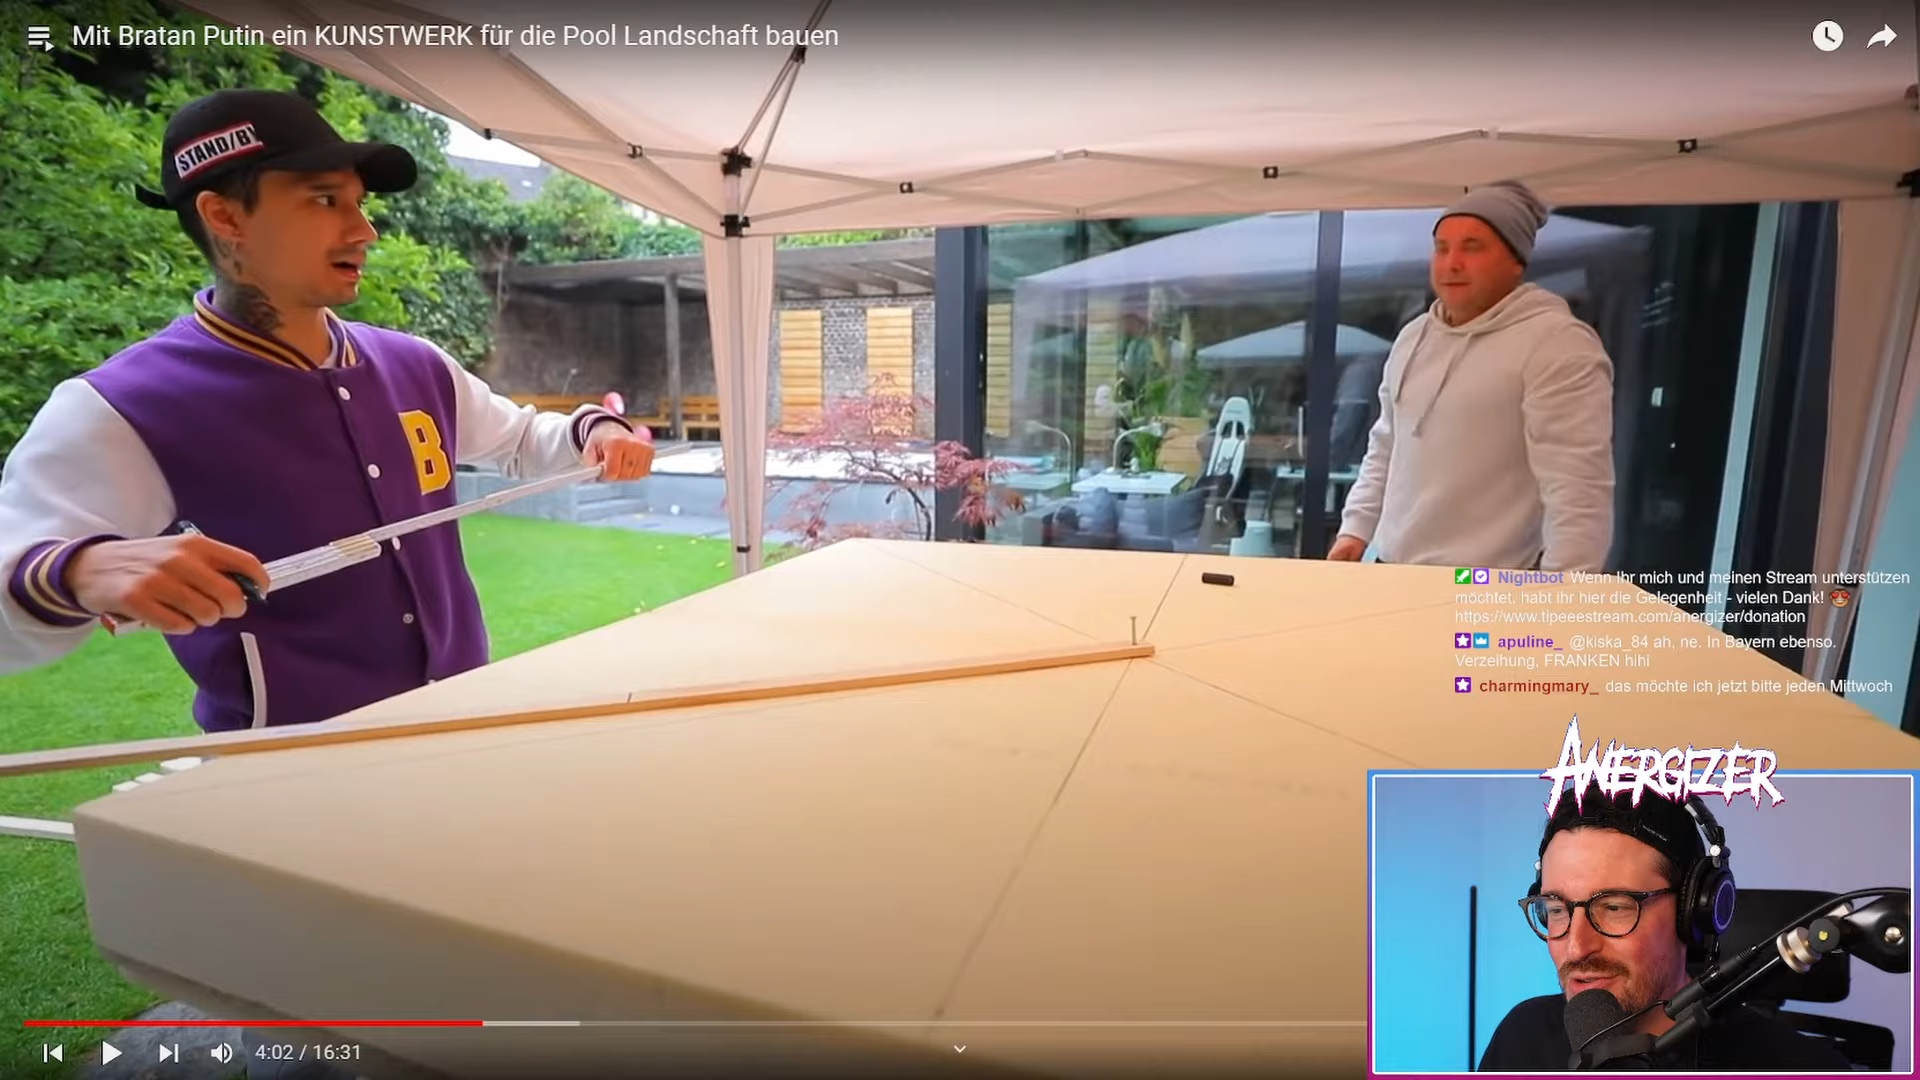 Mit Bratan Putin ein KUNSTWERK für die Pool Landschaft bauen
STAND/BY
B
Nightbot Wenn ihr mich und meinen Stream unterstützen
möchtet, habt ihr hier die Gelegenheit - vielen Dank!
https://www.tipeeestream.com/anergizer/donation
apuline_ @kiska_84 ah, ne. In Bayern ebenso.
Verzeihung, FRANKEN hihi
charmingmary_ das möchte ich jetzt bitte jeden Mittwoch
ANERGIZER
4:02 / 16:31